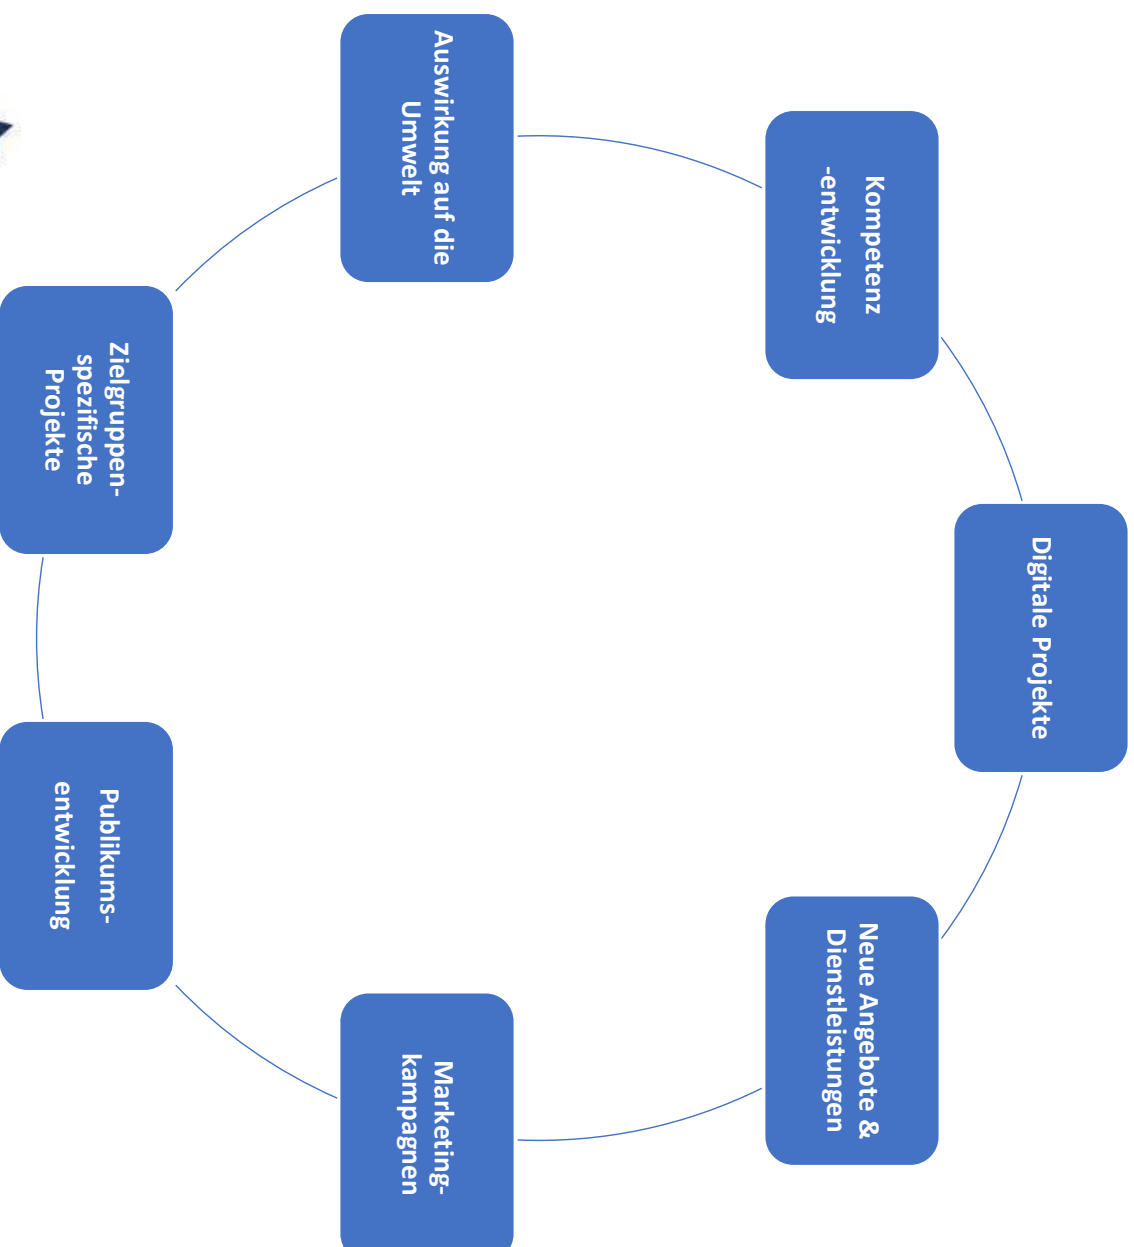 Digitale Projekte
Neue Angebote &
Dienstleistungen
Marketing-
kampagnen
Publikums-
entwicklung
Zielgruppen-
spezifische
Projekte
Auswirkung auf die
Umwelt
Kompetenz
-entwicklung